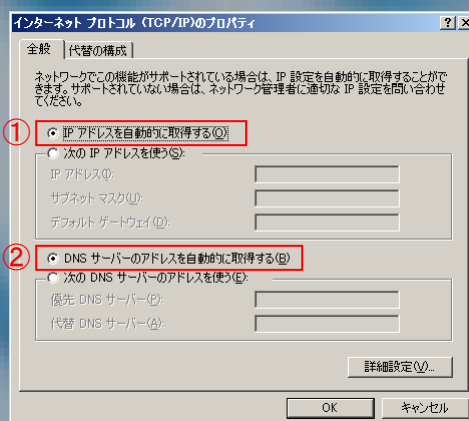 インターネット プロトコル (TCP/IP)のプロパティ
全般
代替の構成
ネットワークでこの機能がサポートされている場合は、IP 設定を自動的に取得することがで
きます。サポートされていない場合は、ネットワーク管理者に適切な IP 設定を問い合わせ
てください。
① IP アドレスを自動的に取得する(O)
次の IP アドレスを使う(S):
IP アドレス(I):
サブネット マスク(U):
デフォルト ゲートウェイ(D):
② DNS サーバーのアドレスを自動的に取得する(B)
次の DNS サーバーのアドレスを使う(E):
優先 DNS サーバー(P):
代替 DNS サーバー(A):
詳細設定(V)...
OK
キャンセル